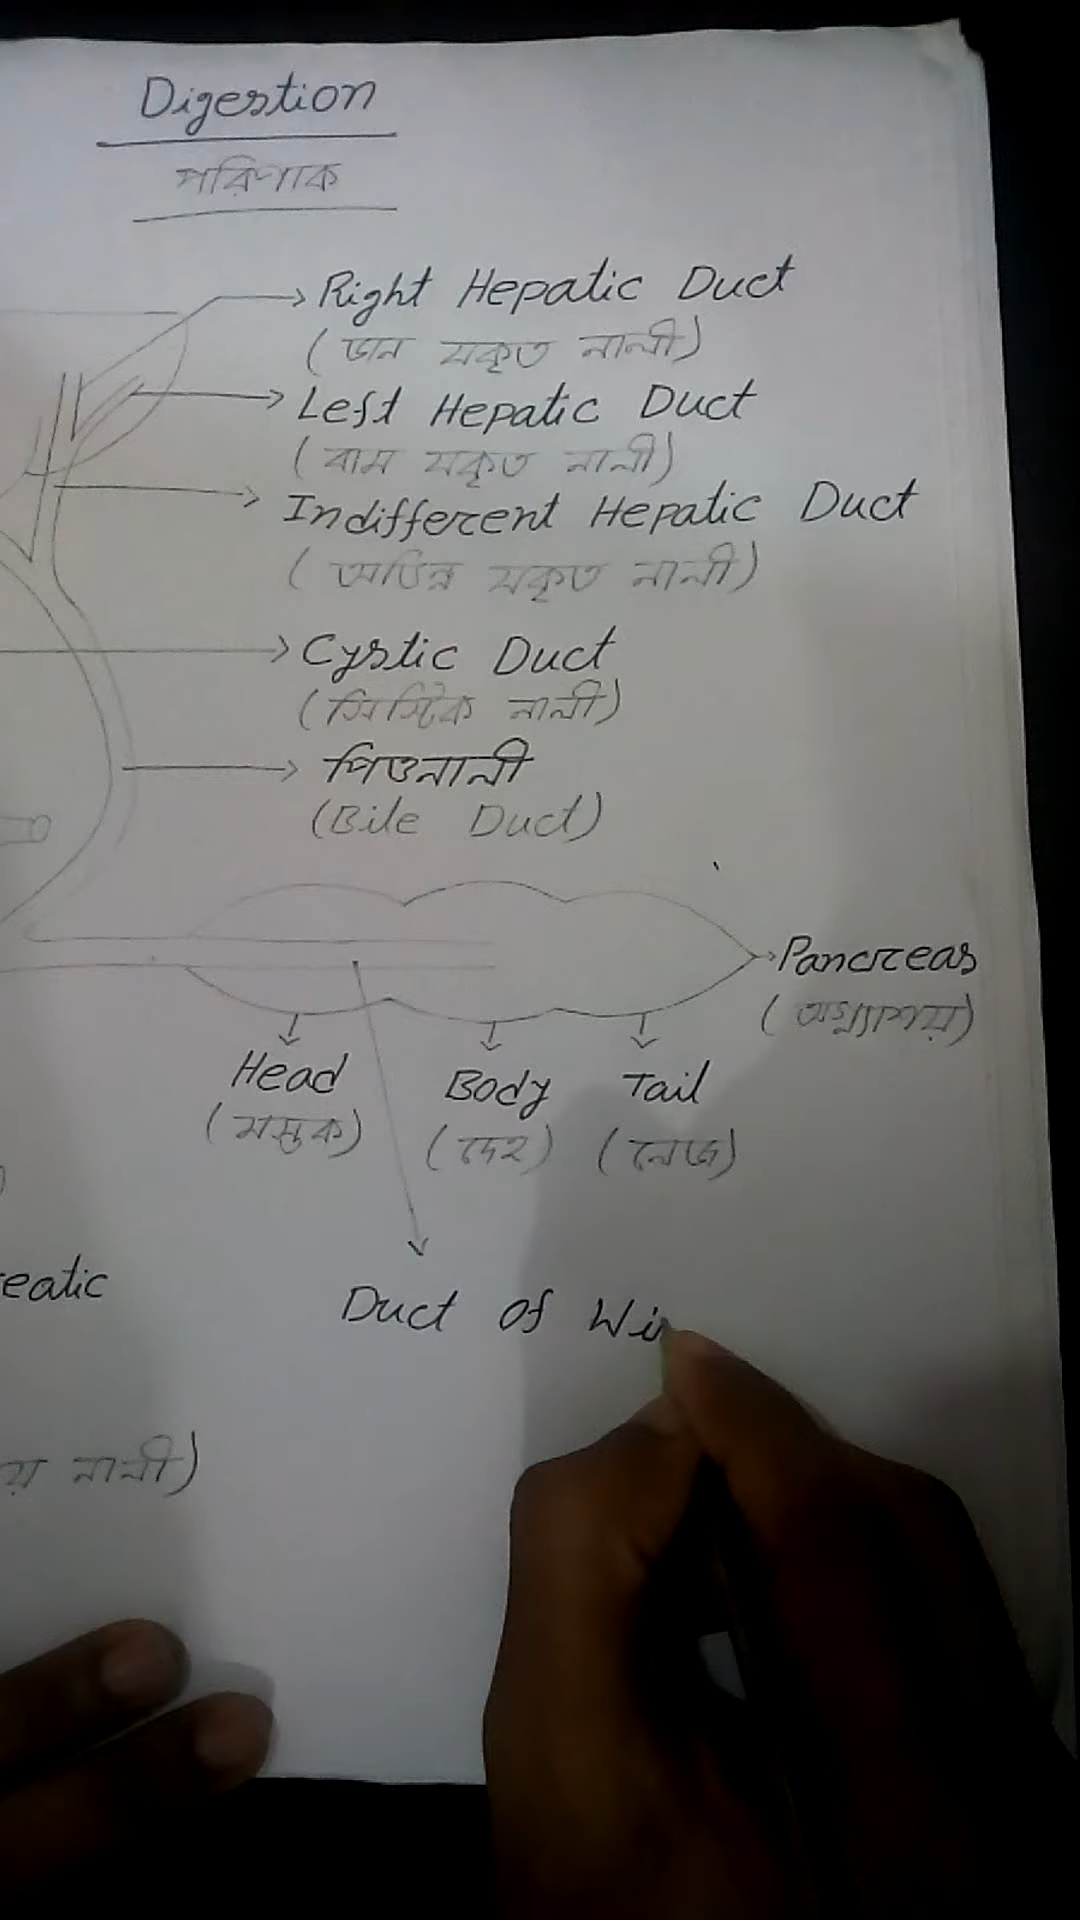 Digestion
পরিপাক
Right Hepatic Duct
(ডান যকৃত নালী)
Left Hepatic Duct
(বাম যকৃত নালী)
Indifferent Hepatic Duct
(অভিন্ন যকৃত নালী)
Cystic Duct
(সিস্টিক নালী)
পিত্তনালী
(Bile Duct)
Pancreas
(অগ্ন্যাশয়)
Head
Body
Tail
(মস্তক)
(দেহ)
(লেজ)
eatic
Duct of Wi
য় নালী)